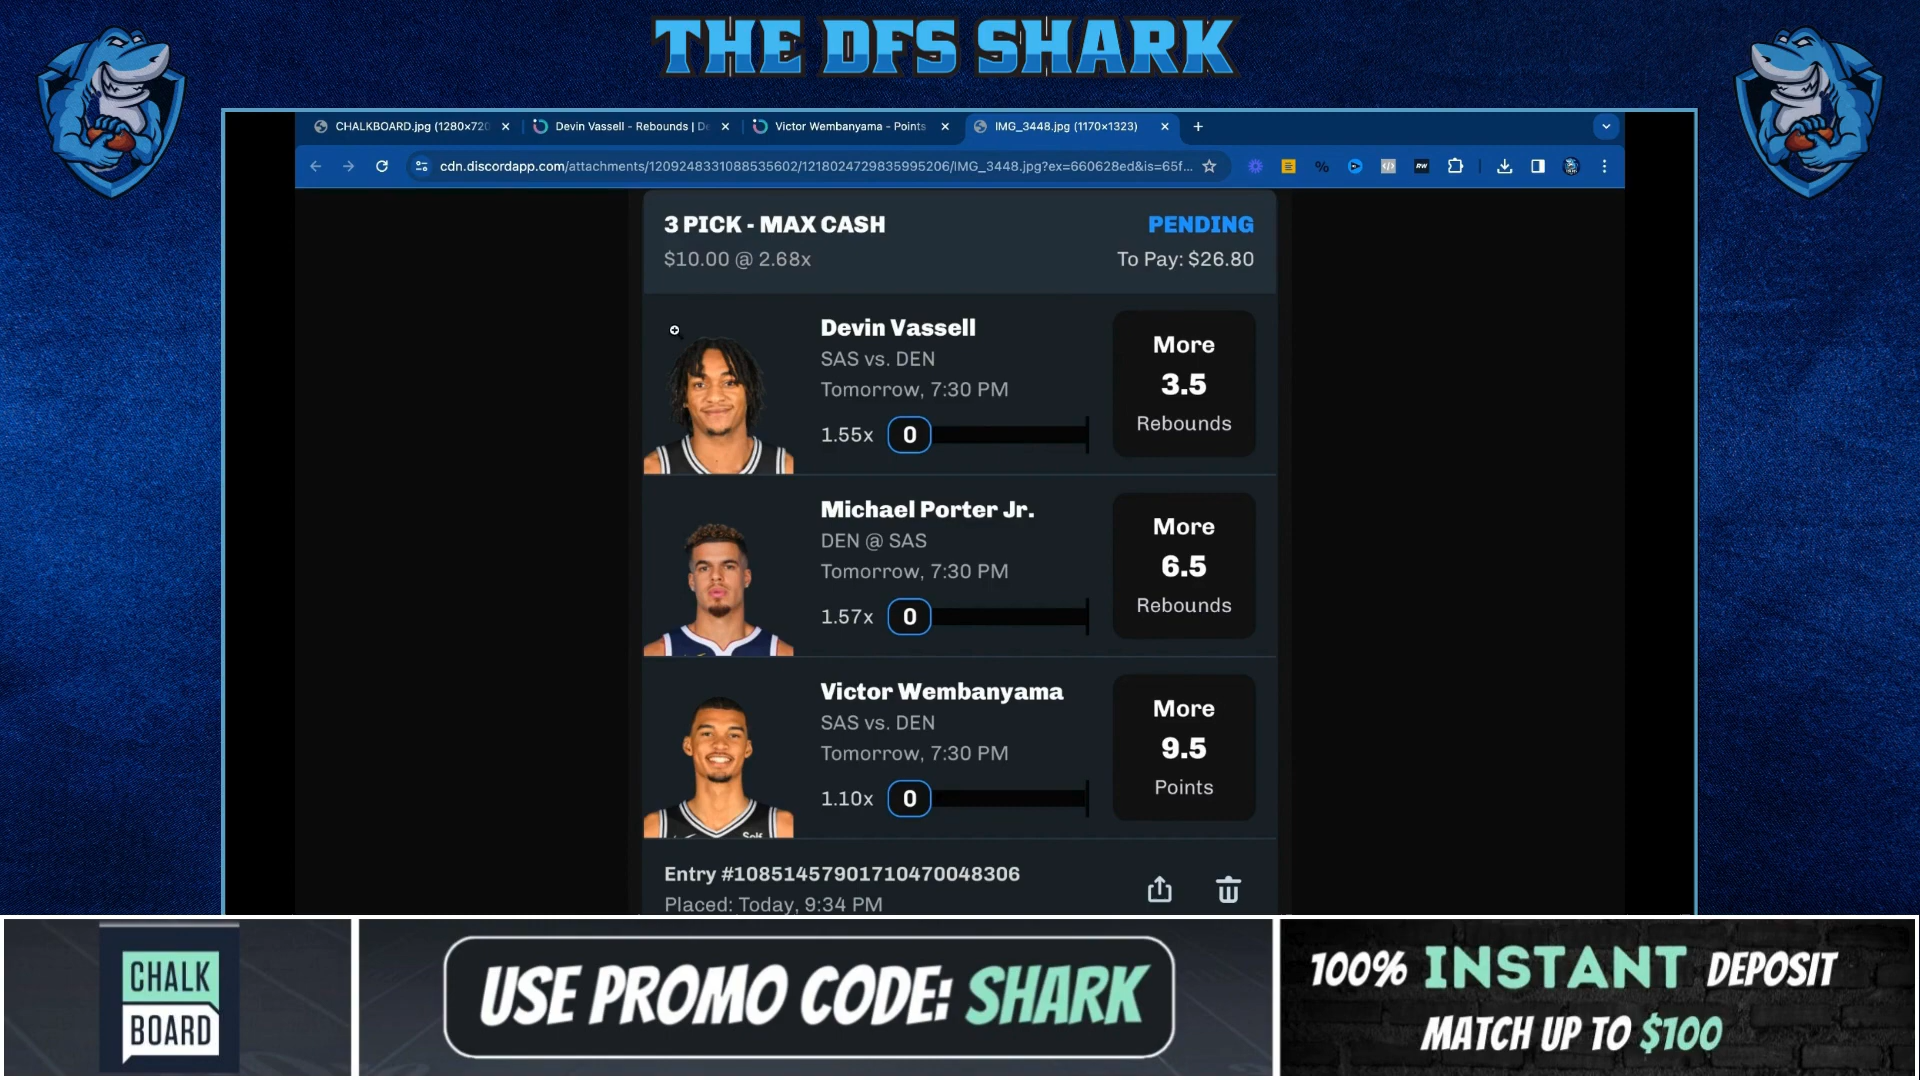 THE DFS SHARK
CHALKBOARD.jpg (1280×720
Devin Vassell - Rebounds | De
Victor Wembanyama - Points
IMG_3448.jpg (1170×1323)
cdn.discordapp.com/attachments/1209248331088535602/1218024729835995206/IMG_3448.jpg?ex=660628ed&is=65f...
3 PICK - MAX CASH
PENDING
$10.00 @ 2.68x
To Pay: $26.80
Devin Vassell
SAS vs. DEN
Tomorrow, 7:30 PM
1.55x
0
More
3.5
Rebounds
Michael Porter Jr.
DEN @ SAS
Tomorrow, 7:30 PM
1.57x
0
More
6.5
Rebounds
Victor Wembanyama
SAS vs. DEN
Tomorrow, 7:30 PM
1.10x
0
More
9.5
Points
Entry #10851457901710470048306
Placed: Today, 9:34 PM
CHALK
BOARD
USE PROMO CODE: SHARK
100% INSTANT DEPOSIT
MATCH UP TO $100